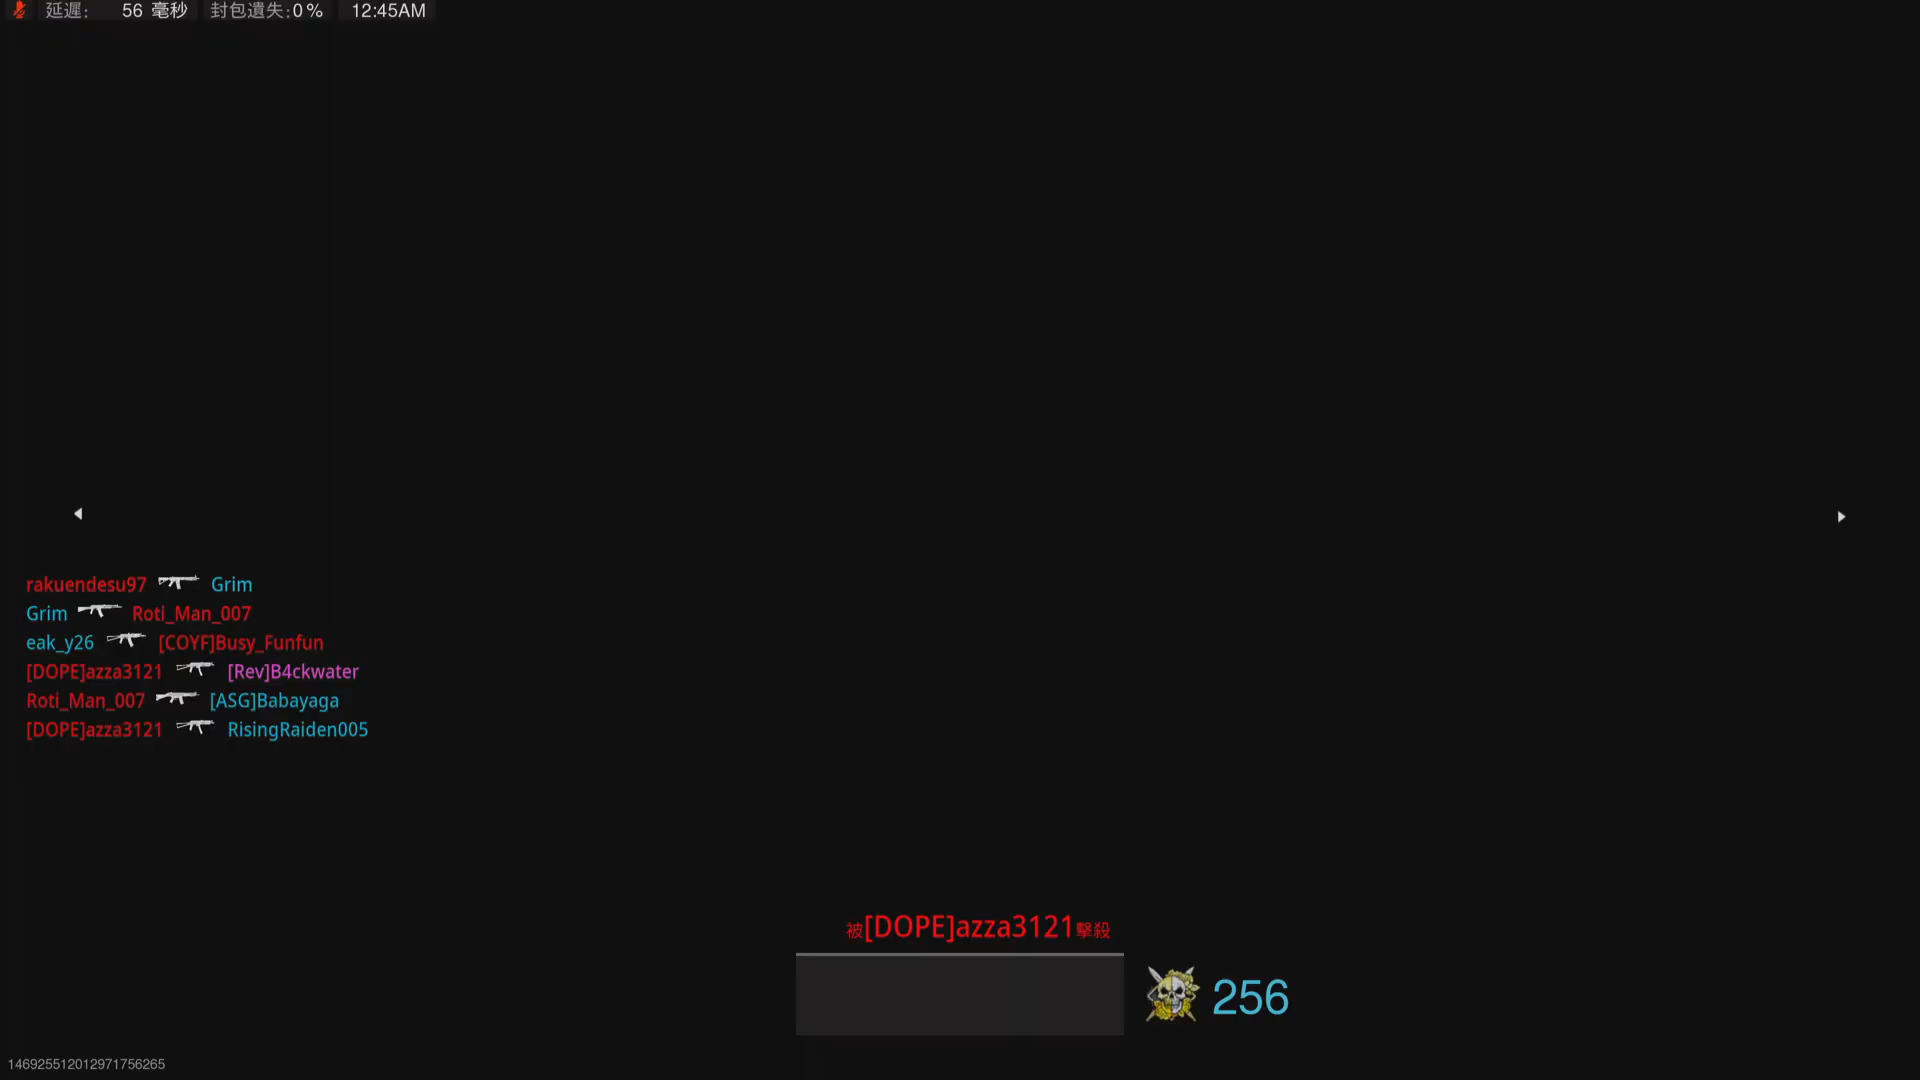 延遲: 56 毫秒 封包遺失:0% 12:45AM
rakuendesu97 Grim
Grim Roti_Man_007
eak_y26 [COYF]Busy_Funfun
[DOPE]azza3121 [Rev]B4ckwater
Roti_Man_007 [ASG]Babayaga
[DOPE]azza3121 RisingRaiden005
被[DOPE]azza3121擊殺
256
146925512012971756265